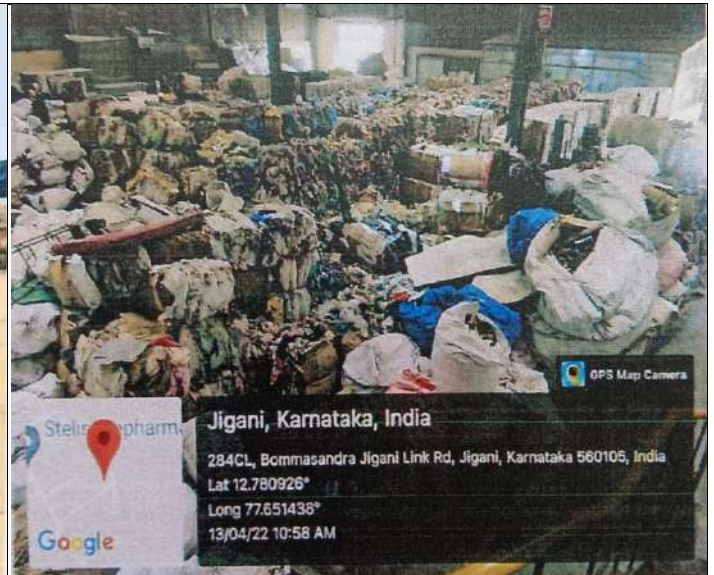 GPS Map Camera
Stelis
pharm
Jigani, Karnataka, India
284CL, Bommasandra Jigani Link Rd, Jigani, Karnataka 560105, India
Lat 12.780926°
Long 77.651438°
13/04/22 10:58 AM
Google